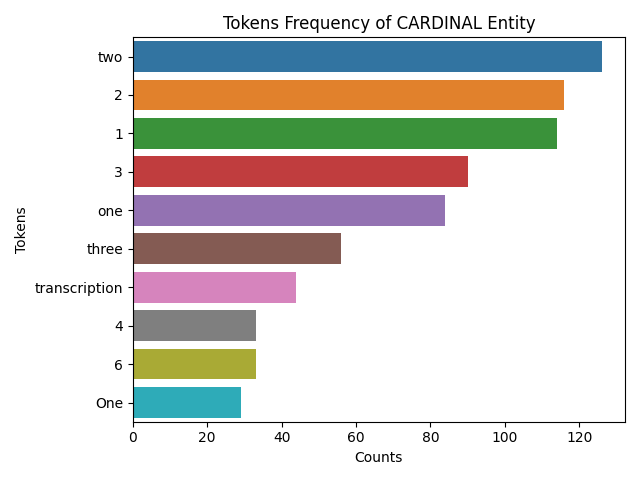 Tokens Frequency of CARDINAL Entity
Tokens
two
2
1
3
one
three
transcription
4
6
One
0 20 40 60 80 100 120
Counts